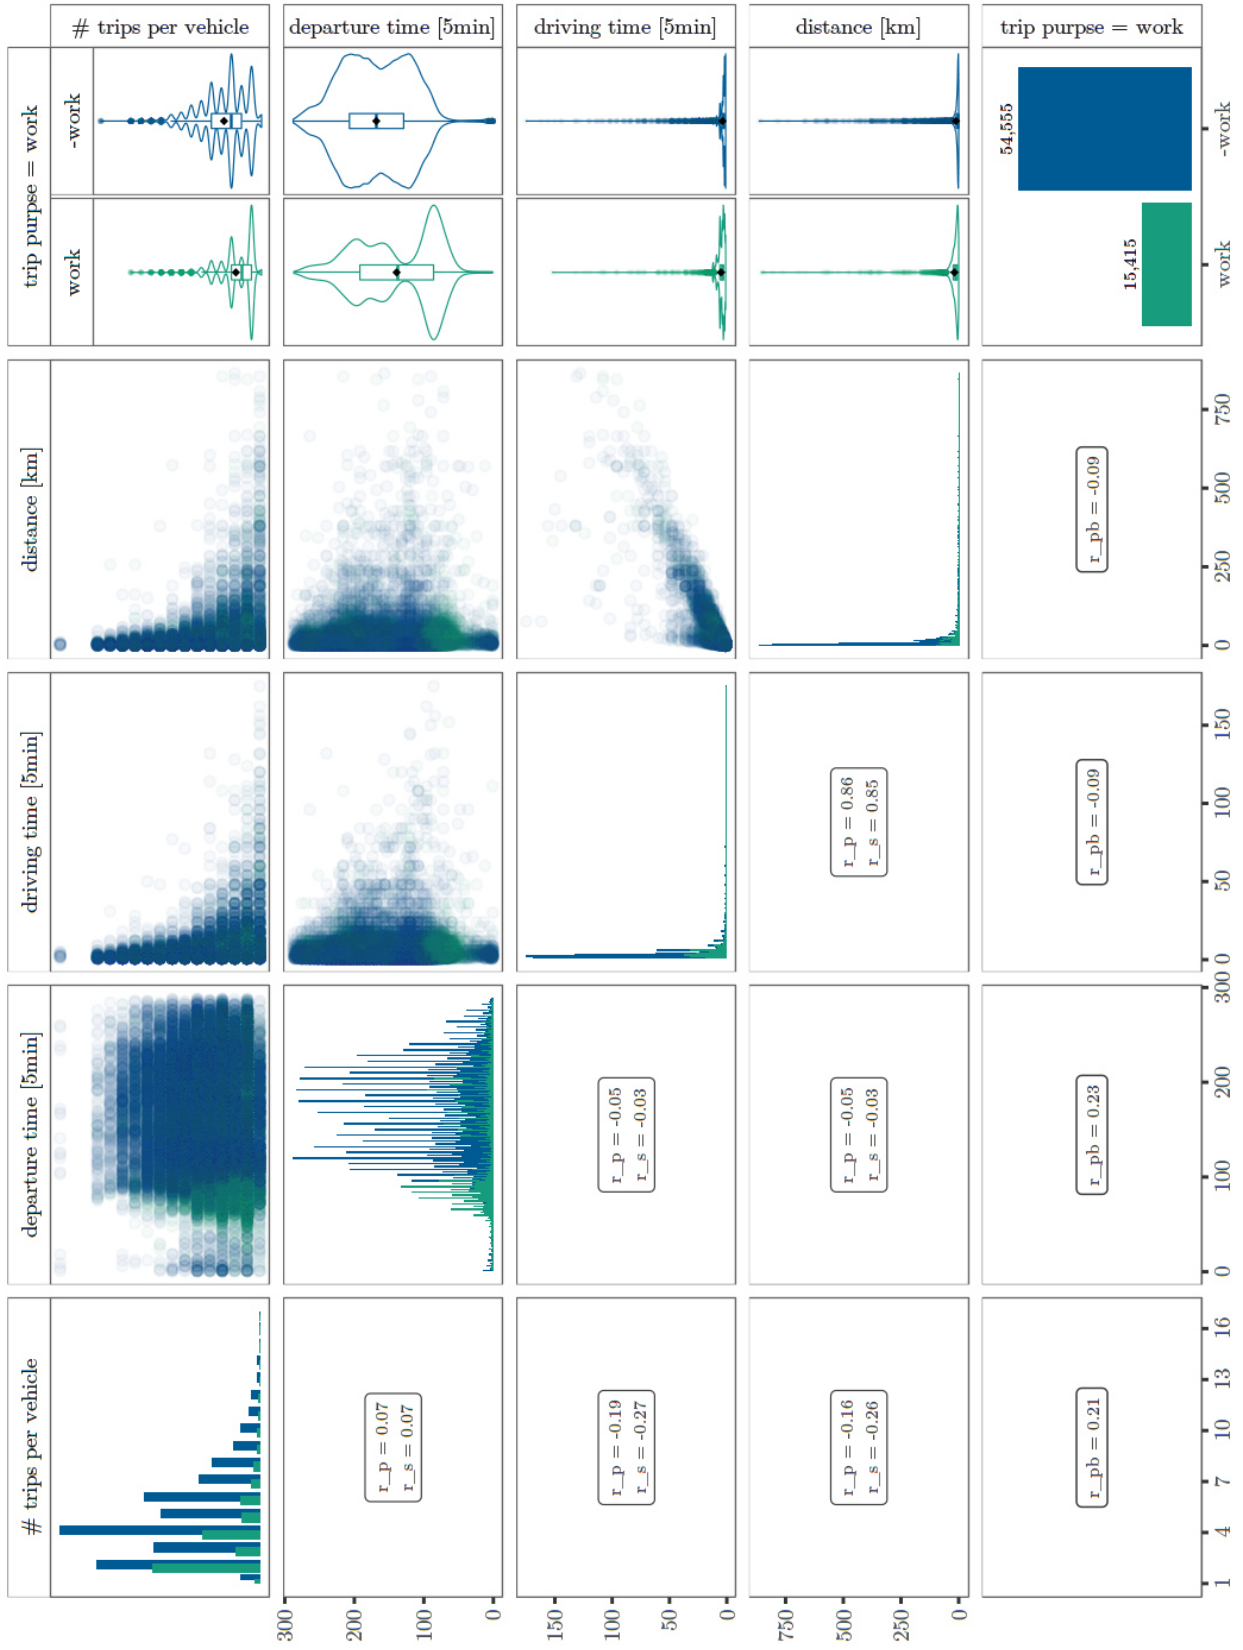 # trips per vehicle
departure time [5min]
driving time [5min]
distance [km]
trip purpse = work
work
-work
# trips per vehicle
300
200
100
0
r_p = 0.07
r_s = 0.07
departure time [5min]
150
100
50
0
r_p = -0.19
r_s = -0.27
r_p = -0.05
r_s = -0.03
driving time [5min]
750
500
250
0
r_p = -0.16
r_s = -0.26
r_p = -0.05
r_s = -0.03
r_p = 0.86
r_s = 0.85
distance [km]
r_pb = 0.21
r_pb = 0.23
r_pb = -0.09
r_pb = -0.09
15,415
54,555
trip purpse = work
1 4 7 10 13 16
0 100 200 300
0 50 100 150
0 250 500 750
work -work